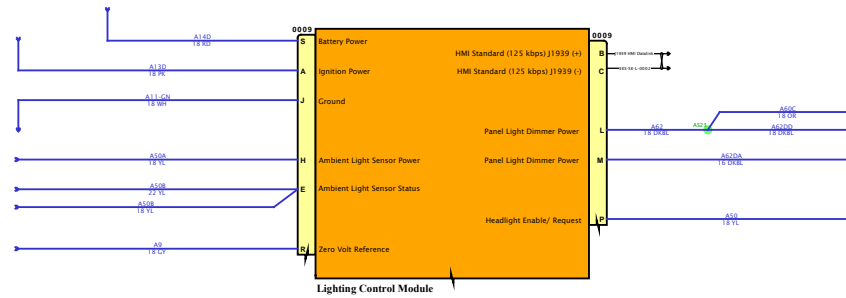 A14D
18 RD
0009
S
Battery Power
A13D
18 PK
A
Ignition Power
A11-GN
18 WH
J
Ground
A50A
18 YL
H
Ambient Light Sensor Power
A50B
22 YL
E
Ambient Light Sensor Status
A50B
18 YL
A9
18 GY
R
Zero Volt Reference
0009
HMI Standard (125 kbps) J1939 (+)
B
J1939 HMI Datalink
HMI Standard (125 kbps) J1939 (-)
C
Panel Light Dimmer Power
L
A62
18 DKBL
A60C
18 OR
A62DD
18 DKBL
Panel Light Dimmer Power
M
A62DA
16 DKBL
Headlight Enable/ Request
P
A50
18 YL
Lighting Control Module